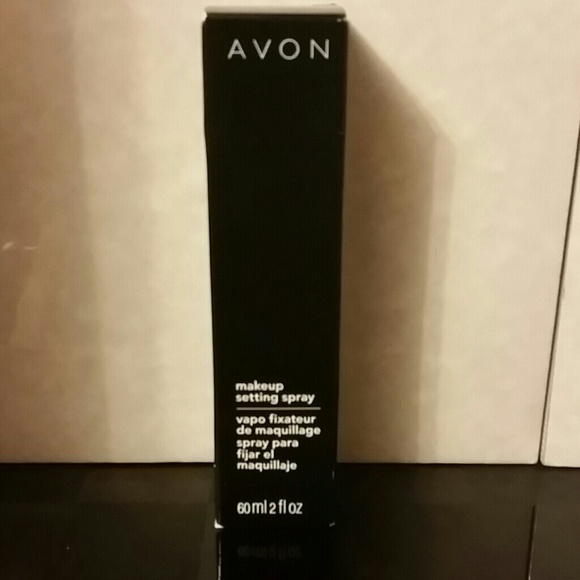 AVON
makeup
setting spray
vapo fixateur
de maquillage
spray para
fijar el
maquillaje
60ml 2 fl oz